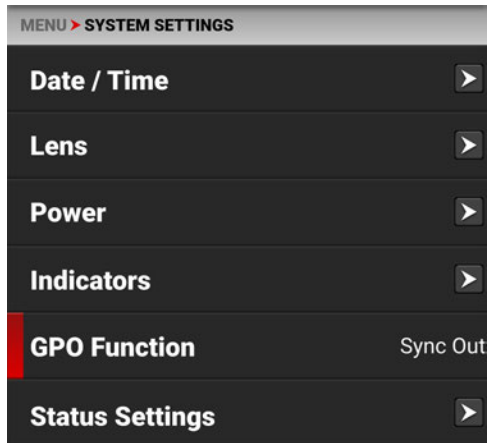 MENU > SYSTEM SETTINGS
Date / Time
Lens
Power
Indicators
GPO Function Sync Out
Status Settings